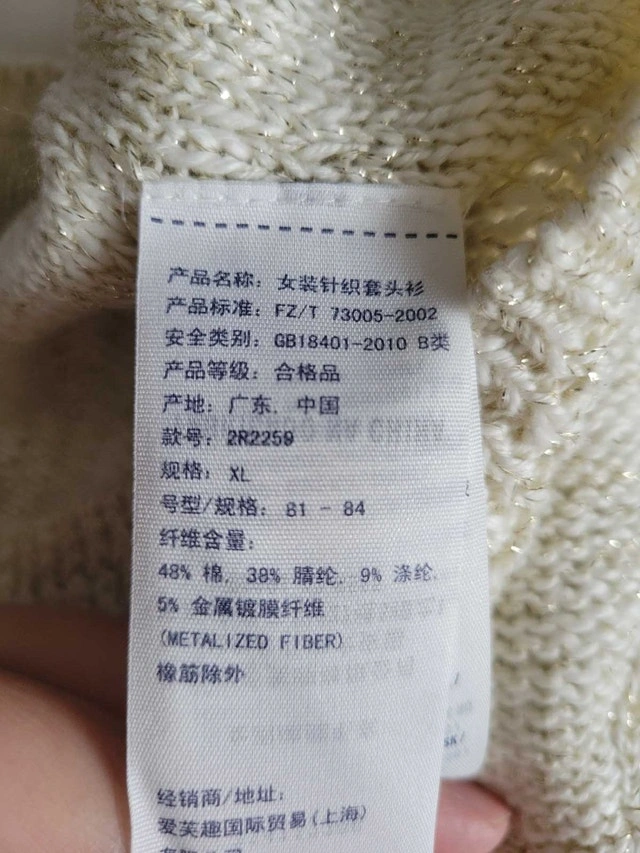 产品名称: 女装针织套头衫
产品标准: FZ/T 73005-2002
安全类别: GB18401-2010 B类
产品等级: 合格品
产地: 广东, 中国
款号: 2R2259
规格: XL
号型/规格: 81 - 84
纤维含量:
48% 棉, 38% 腈纶, 9% 涤纶,
5% 金属镀膜纤维
(METALIZED FIBER)
橡筋除外
经销商/地址:
爱芙趣国际贸易(上海)